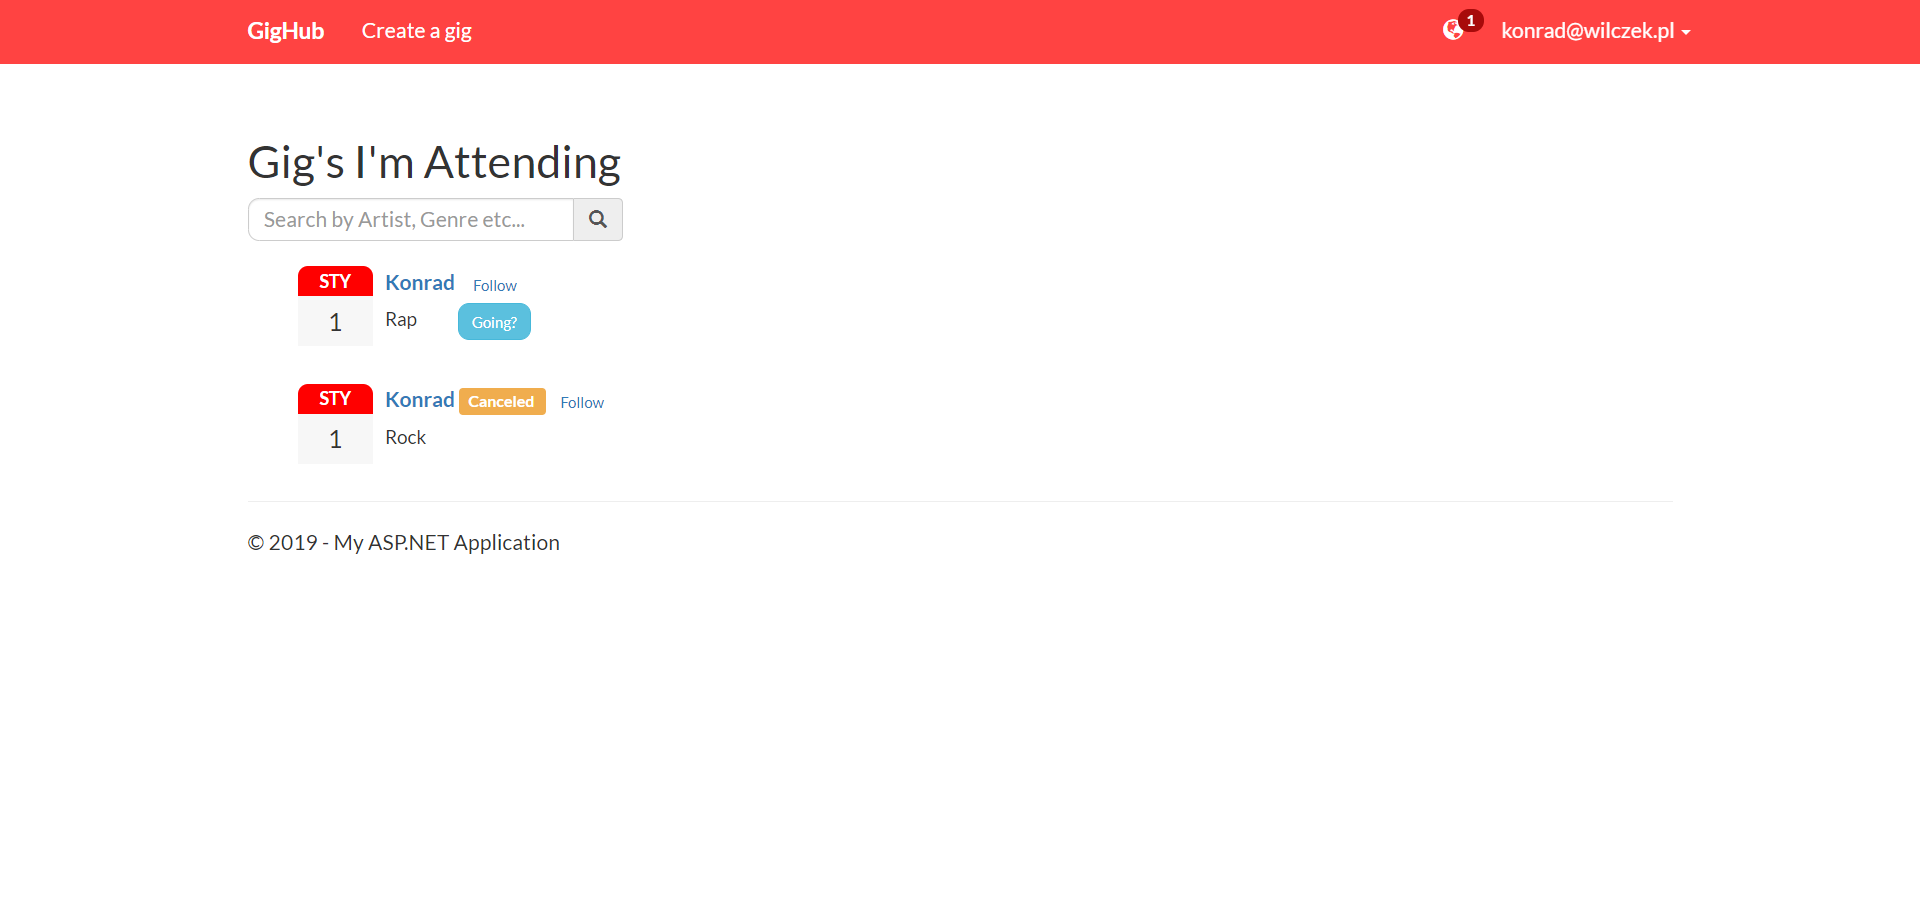 GigHub Create a gig 1 konrad@wilczek.pl
Gig's I'm Attending
Search by Artist, Genre etc...
STY Konrad Follow
1 Rap Going?
STY Konrad Canceled Follow
1 Rock
© 2019 - My ASP.NET Application